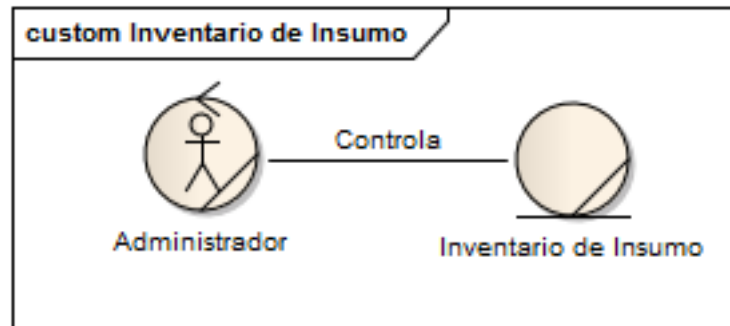 custom Inventario de Insumo
Controla
Administrador
Inventario de Insumo